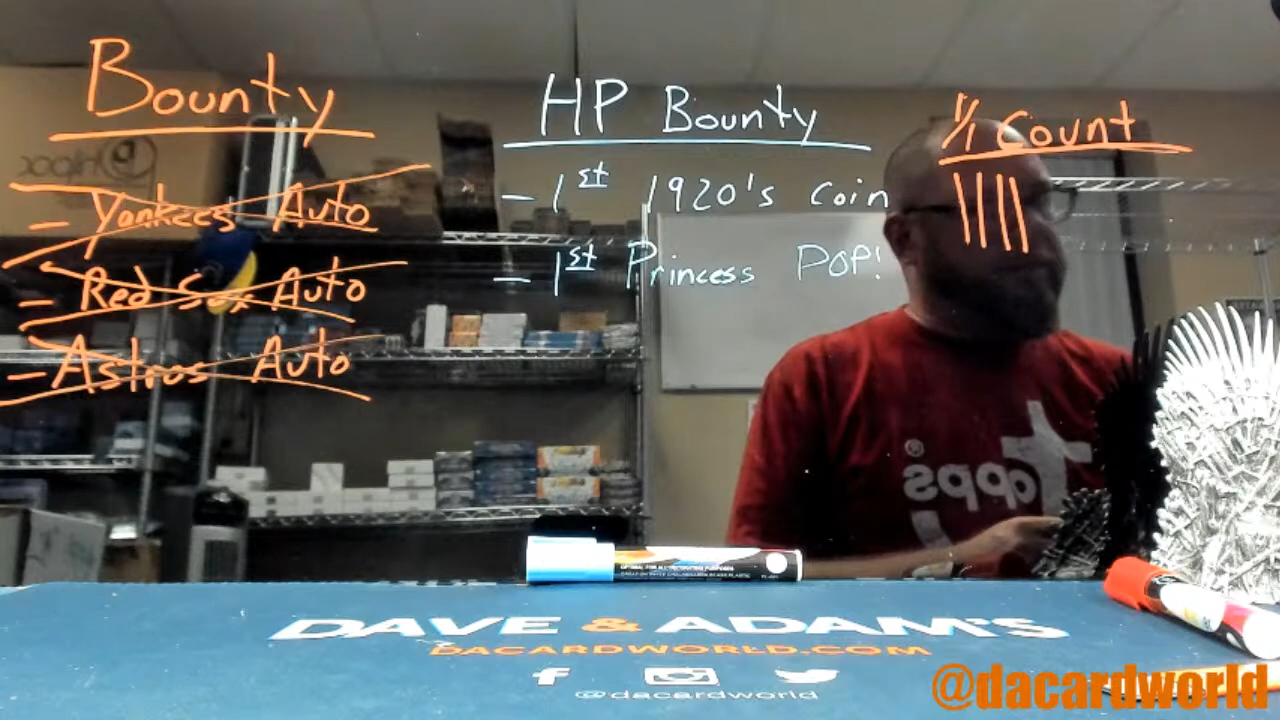 Bounty
- Yankees Auto
- Red Sox Auto
- Astros Auto
HP Bounty
- 1st 1920's Coin
- 1st Princess POP!
1/1 Count
||||
Topps
DAVE & ADAM'S
DACARDWORLD.COM
@dacardworld
@dacardworld